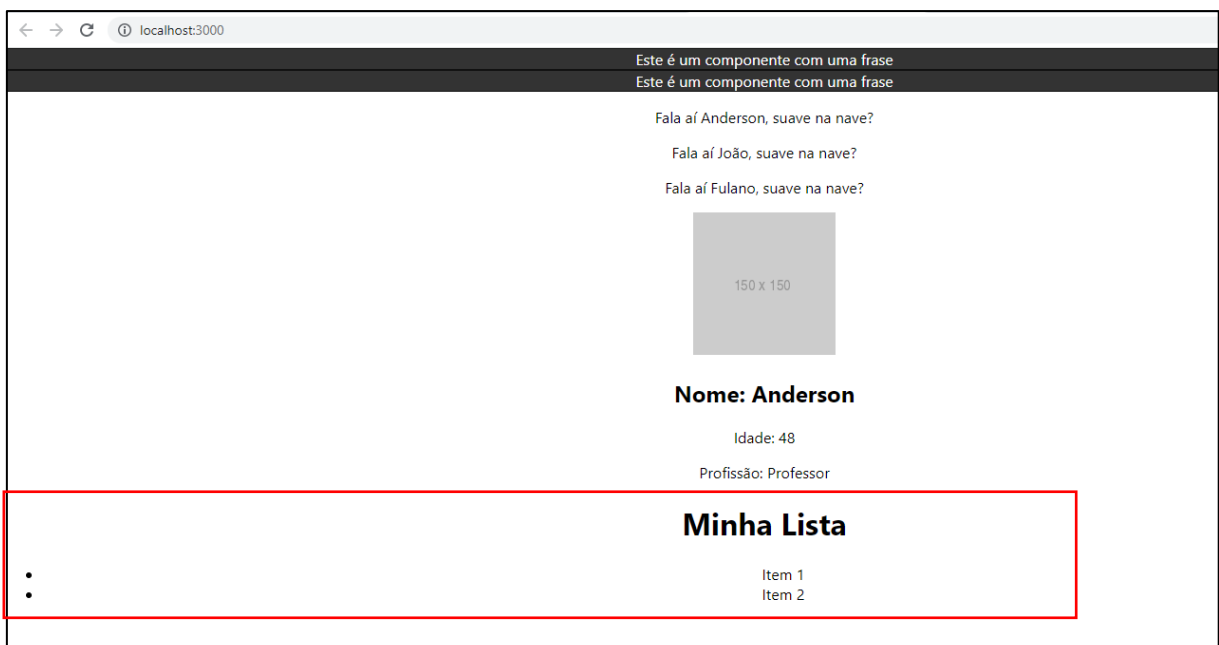 localhost:3000
Este é um componente com uma frase
Este é um componente com uma frase
Fala aí Anderson, suave na nave?
Fala aí João, suave na nave?
Fala aí Fulano, suave na nave?
150 x 150
Nome: Anderson
Idade: 48
Profissão: Professor
Minha Lista
Item 1
Item 2